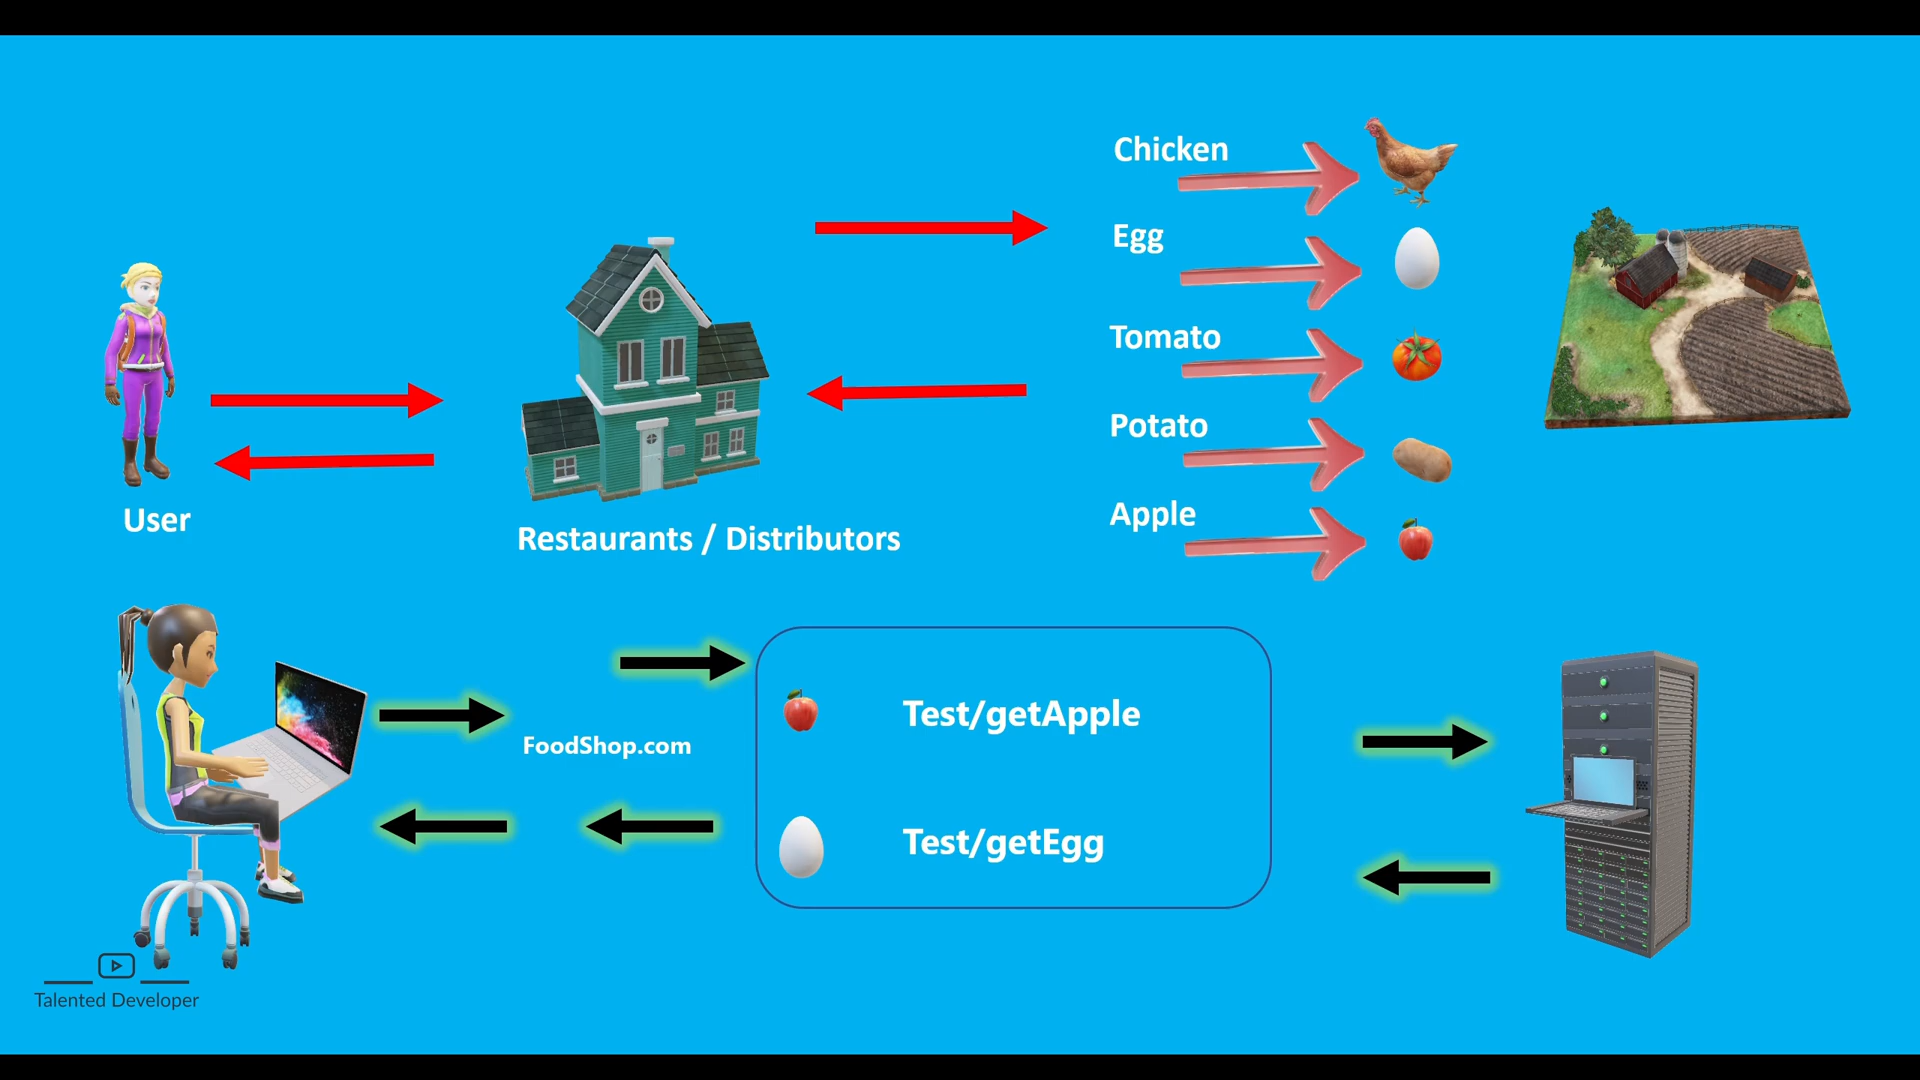 Chicken
Egg
Tomato
Potato
Apple
User
Restaurants / Distributors
FoodShop.com
Test/getApple
Test/getEgg
Talented Developer